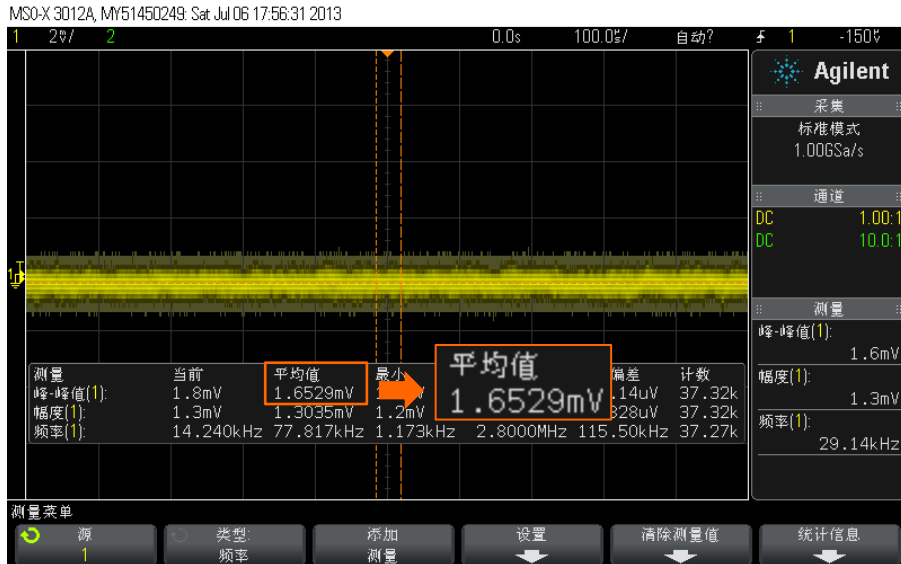 MSO-X 3012A, MY51450249: Sat Jul 06 17:56:31 2013
1 2V/ 2 0.0s 100.0s/ 自动? 1 -150V
Agilent
采集
标准模式
1.00GSa/s
通道
DC 1.00:1
DC 10.0:1
测量
峰-峰值(1):
1.6mV
幅度(1):
1.3mV
频率(1):
29.14kHz
测量 当前 平均值 最小 偏差 计数
峰-峰值(1): 1.8mV 1.6529mV .14uV 37.32k
幅度(1): 1.3mV 1.3035mV 1.2mV 328uV 37.32k
频率(1): 14.240kHz 77.817kHz 1.173kHz 2.8000MHz 115.50kHz 37.27k
平均值
1.6529mV
测量菜单
源 类型: 添加 设置 清除测量值 统计信息
1 频率 测量